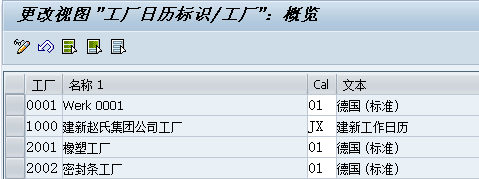 更改视图 "工厂日历标识/工厂": 概览
工厂 名称 1 Cal 文本
0001 Werk 0001 01 德国 (标准)
1000 建新赵氏集团公司工厂 JX 建新工作日历
2001 橡塑工厂 01 德国 (标准)
2002 密封条工厂 01 德国 (标准)